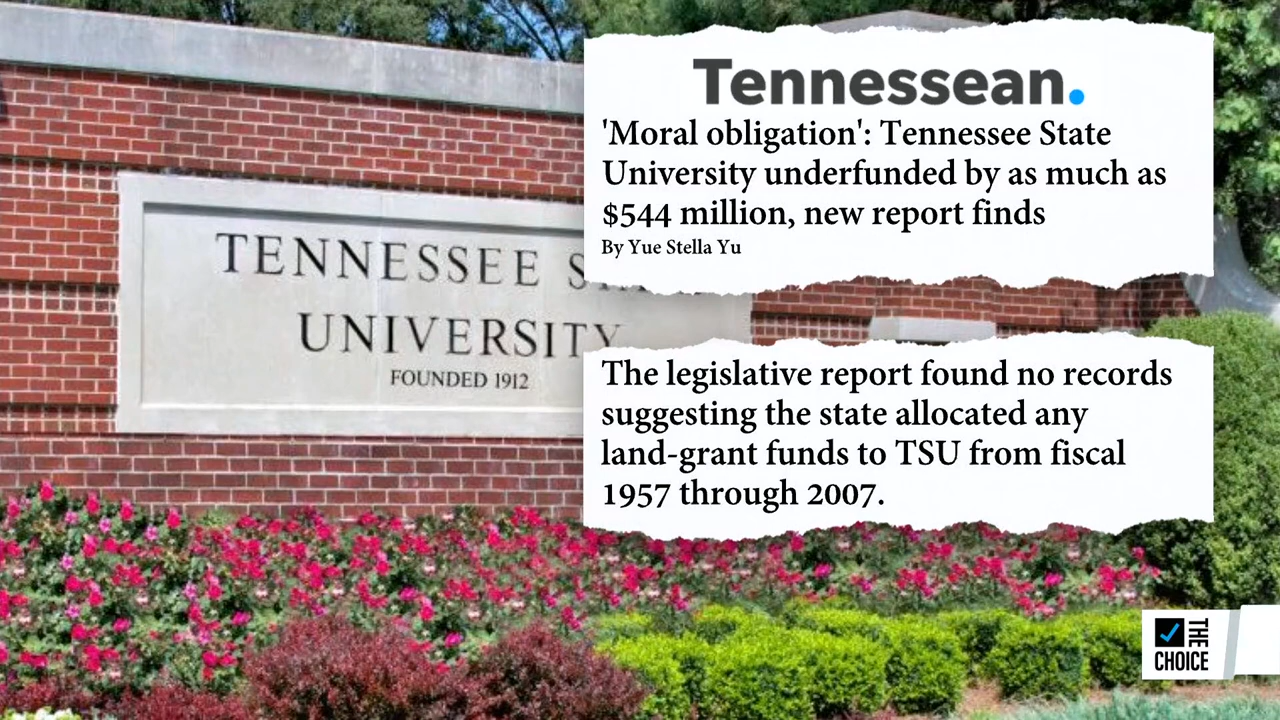 Tennessean.
'Moral obligation': Tennessee State
University underfunded by as much as
$544 million, new report finds
By Yue Stella Yu
TENNESSEE
UNIVERSITY
FOUNDED 1912
The legislative report found no records
suggesting the state allocated any
land-grant funds to TSU from fiscal
1957 through 2007.
THE
CHOICE